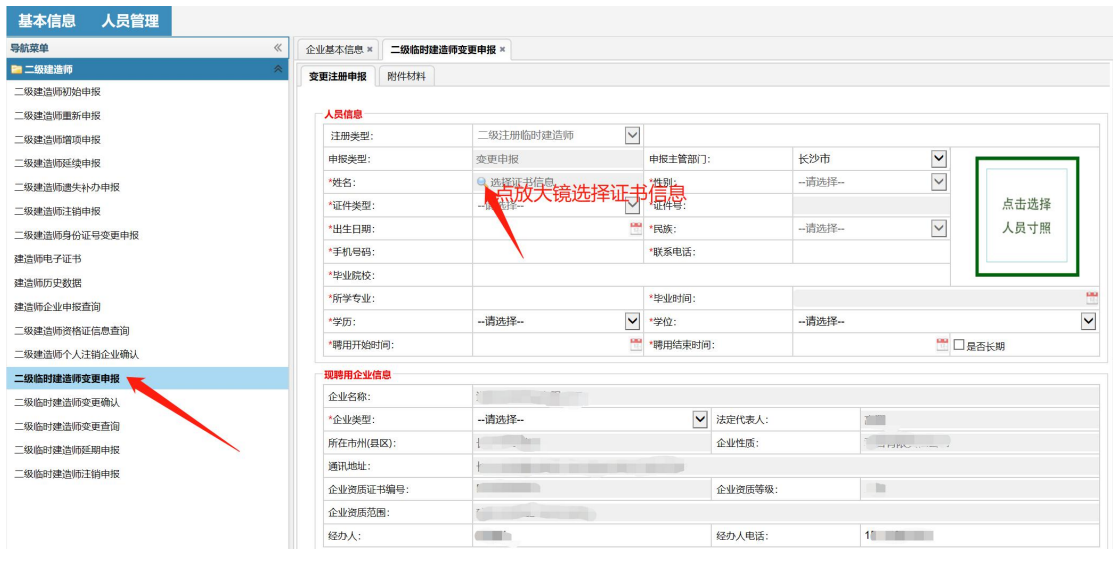 基本信息 人员管理
导航菜单
二级建造师
二级建造师初始申报
二级建造师重新申报
二级建造师增项申报
二级建造师延续申报
二级建造师遗失补办申报
二级建造师注销申报
二级建造师身份证号变更申报
建造师电子证书
建造师历史数据
建造师企业申报查询
二级建造师资格证信息查询
二级建造师个人注销企业确认
二级临时建造师变更申报
二级临时建造师变更确认
二级临时建造师变更查询
二级临时建造师延期申报
二级临时建造师注销申报
企业基本信息 × 二级临时建造师变更申报 ×
变更注册申报 附件材料
人员信息
注册类型: 二级注册临时建造师
申报类型: 变更申报 申报主管部门: 长沙市
*姓名: 选择证书信息 *性别: --请选择--
点放大镜选择证书信息
*证件类型: --请选择-- *证件号:
*出生日期: *民族: --请选择--
*手机号码: *联系电话:
点击选择
人员寸照
*毕业院校:
*所学专业: *毕业时间:
*学历: --请选择-- *学位: --请选择--
*聘用开始时间: *聘用结束时间: 是否长期
现聘用企业信息
企业名称:
*企业类型: --请选择-- 法定代表人:
所在市州(县区): 企业性质:
通讯地址:
企业资质证书编号: 企业资质等级:
企业资质范围:
经办人: 经办人电话: 1